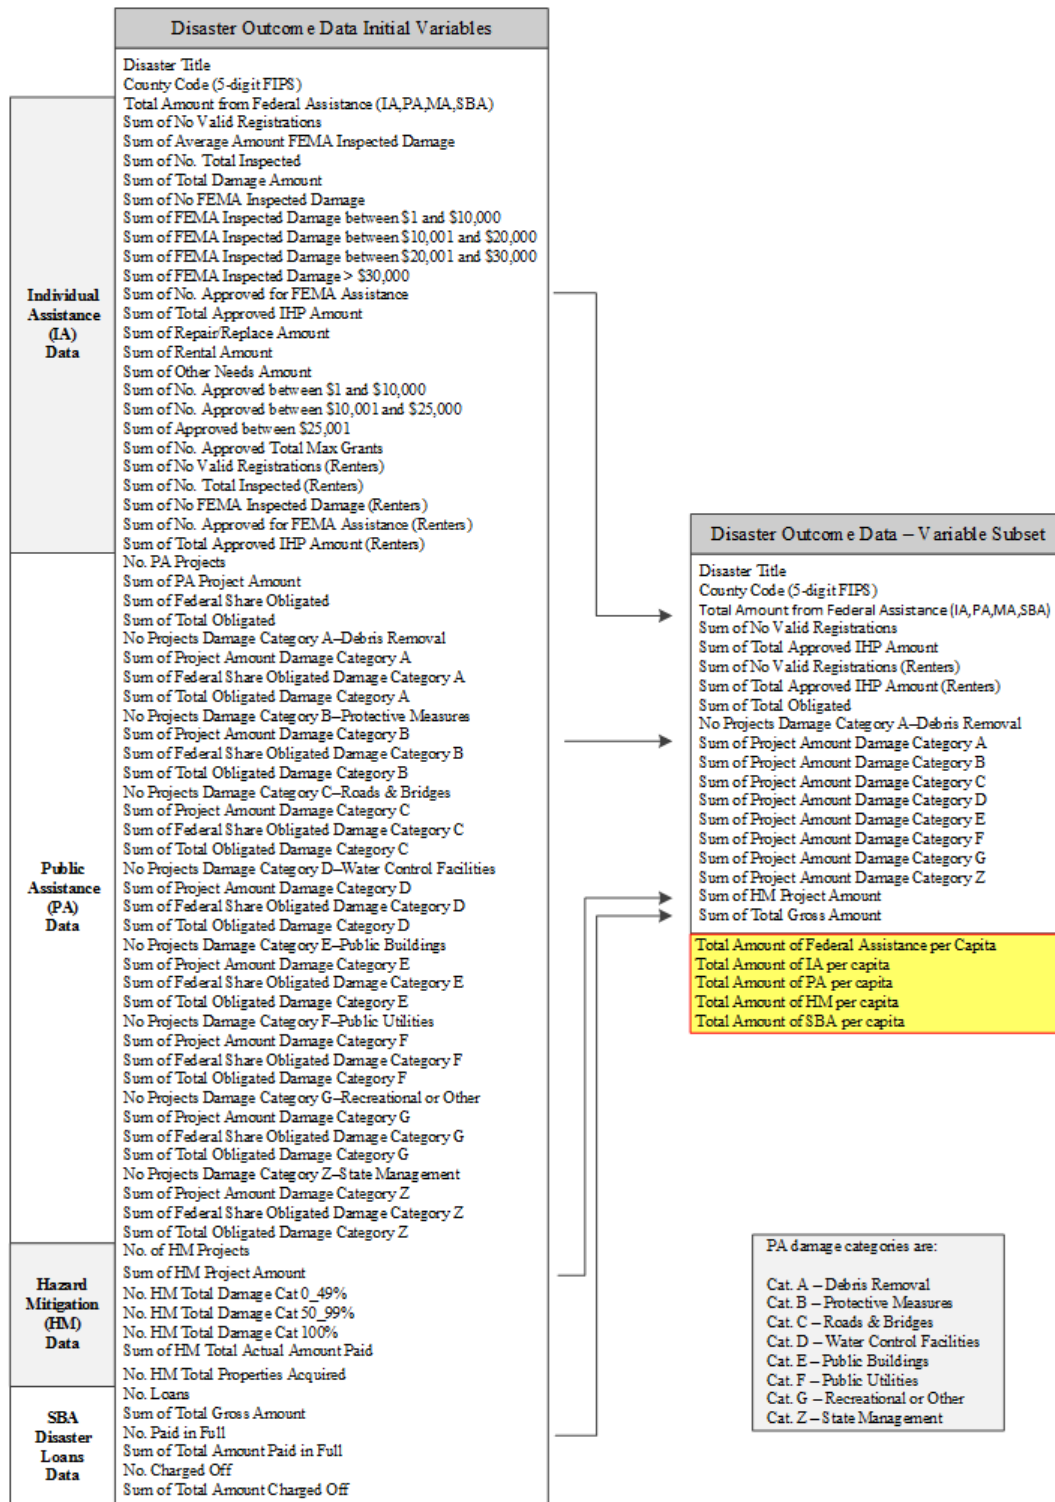 Disaster Outcome Data Initial Variables
Disaster Title
County Code (5-digit FIPS)
Total Amount from Federal Assistance (IA,PA,MA,SBA)
Sum of No Valid Registrations
Sum of Average Amount FEMA Inspected Damage
Sum of No. Total Inspected
Sum of Total Damage Amount
Sum of No FEMA Inspected Damage
Sum of FEMA Inspected Damage between $1 and $10,000
Sum of FEMA Inspected Damage between $10,001 and $20,000
Sum of FEMA Inspected Damage between $20,001 and $30,000
Sum of FEMA Inspected Damage > $30,000
Sum of No. Approved for FEMA Assistance
Sum of Total Approved IHP Amount
Sum of Repair/Replace Amount
Sum of Rental Amount
Sum of Other Needs Amount
Sum of No. Approved between $1 and $10,000
Sum of No. Approved between $10,001 and $25,000
Sum of Approved between $25,001
Sum of No. Approved Total Max Grants
Sum of No Valid Registrations (Renters)
Sum of No. Total Inspected (Renters)
Sum of No FEMA Inspected Damage (Renters)
Sum of No. Approved for FEMA Assistance (Renters)
Sum of Total Approved IHP Amount (Renters)
Individual
Assistance
(IA)
Data
No. PA Projects
Sum of PA Project Amount
Sum of Federal Share Obligated
Sum of Total Obligated
No Projects Damage Category A–Debris Removal
Sum of Project Amount Damage Category A
Sum of Federal Share Obligated Damage Category A
Sum of Total Obligated Damage Category A
No Projects Damage Category B–Protective Measures
Sum of Project Amount Damage Category B
Sum of Federal Share Obligated Damage Category B
Sum of Total Obligated Damage Category B
No Projects Damage Category C–Roads & Bridges
Sum of Project Amount Damage Category C
Sum of Federal Share Obligated Damage Category C
Sum of Total Obligated Damage Category C
No Projects Damage Category D–Water Control Facilities
Sum of Project Amount Damage Category D
Sum of Federal Share Obligated Damage Category D
Sum of Total Obligated Damage Category D
No Projects Damage Category E–Public Buildings
Sum of Project Amount Damage Category E
Sum of Federal Share Obligated Damage Category E
Sum of Total Obligated Damage Category E
No Projects Damage Category F–Public Utilities
Sum of Project Amount Damage Category F
Sum of Federal Share Obligated Damage Category F
Sum of Total Obligated Damage Category F
No Projects Damage Category G–Recreational or Other
Sum of Project Amount Damage Category G
Sum of Federal Share Obligated Damage Category G
Sum of Total Obligated Damage Category G
No Projects Damage Category Z–State Management
Sum of Project Amount Damage Category Z
Sum of Federal Share Obligated Damage Category Z
Sum of Total Obligated Damage Category Z
Public
Assistance
(PA)
Data
No. of HM Projects
Sum of HM Project Amount
No. HM Total Damage Cat 0_49%
No. HM Total Damage Cat 50_99%
No. HM Total Damage Cat 100%
Sum of HM Total Actual Amount Paid
No. HM Total Properties Acquired
Hazard
Mitigation
(HM)
Data
No. Loans
Sum of Total Gross Amount
No. Paid in Full
Sum of Total Amount Paid in Full
No. Charged Off
Sum of Total Amount Charged Off
SBA
Disaster
Loans
Data
Disaster Outcome Data – Variable Subset
Disaster Title
County Code (5-digit FIPS)
Total Amount from Federal Assistance (IA,PA,MA,SBA)
Sum of No Valid Registrations
Sum of Total Approved IHP Amount
Sum of No Valid Registrations (Renters)
Sum of Total Approved IHP Amount (Renters)
Sum of Total Obligated
No Projects Damage Category A–Debris Removal
Sum of Project Amount Damage Category A
Sum of Project Amount Damage Category B
Sum of Project Amount Damage Category C
Sum of Project Amount Damage Category D
Sum of Project Amount Damage Category E
Sum of Project Amount Damage Category F
Sum of Project Amount Damage Category G
Sum of Project Amount Damage Category Z
Sum of HM Project Amount
Sum of Total Gross Amount
Total Amount of Federal Assistance per Capita
Total Amount of IA per capita
Total Amount of PA per capita
Total Amount of HM per capita
Total Amount of SBA per capita
PA damage categories are:
Cat. A – Debris Removal
Cat. B – Protective Measures
Cat. C – Roads & Bridges
Cat. D – Water Control Facilities
Cat. E – Public Buildings
Cat. F – Public Utilities
Cat. G – Recreational or Other
Cat. Z – State Management